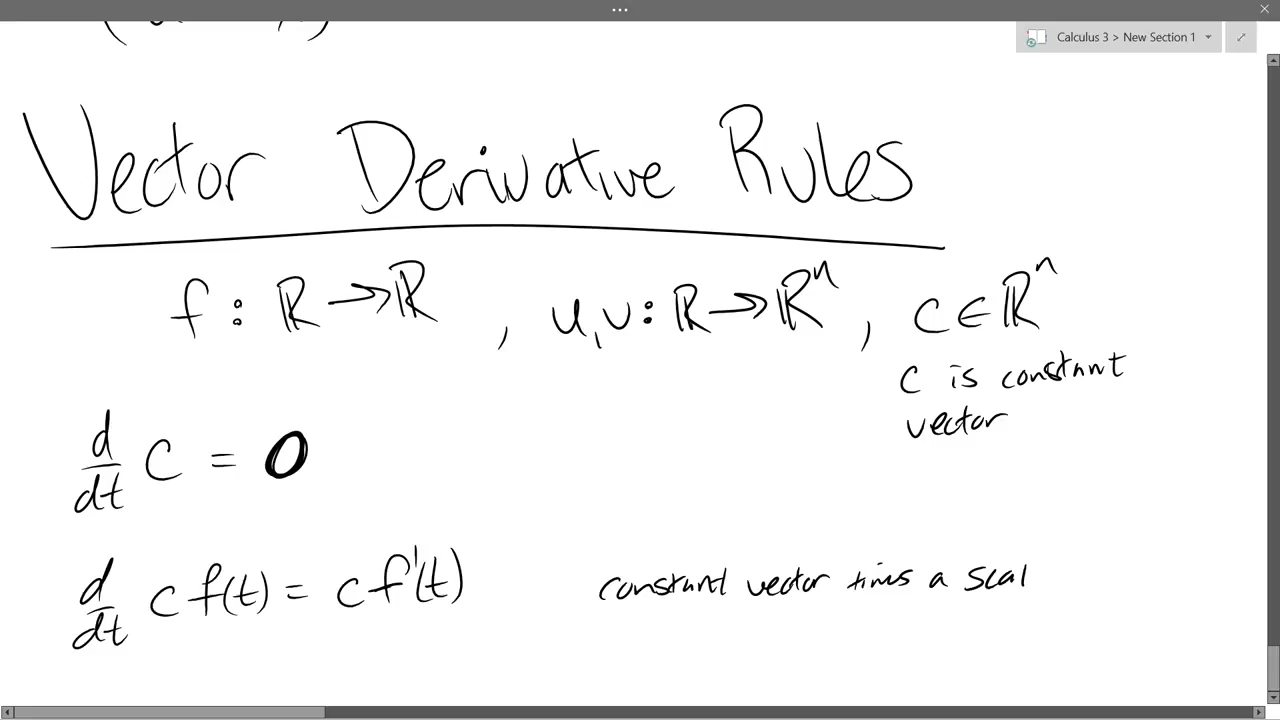 Calculus 3 > New Section 1
Vector Derivative Rules
f : ℝ → ℝ , u,v : ℝ → ℝⁿ , c ∈ ℝⁿ
c is constant
vector
d/dt c = 0
d/dt c f(t) = c f'(t) constant vector times a scal